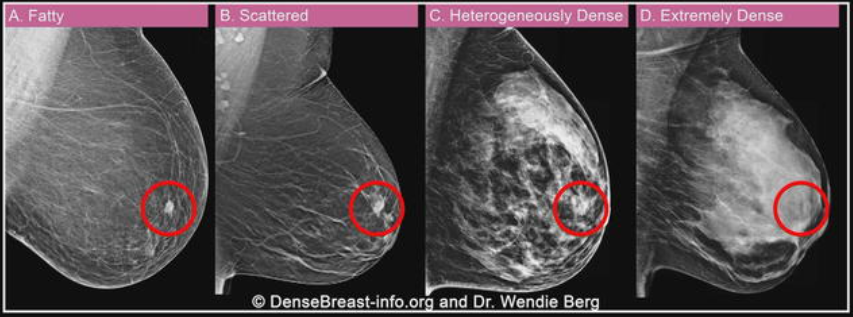 A. Fatty
B. Scattered
C. Heterogeneously Dense
D. Extremely Dense
© DenseBreast-info.org and Dr. Wendie Berg